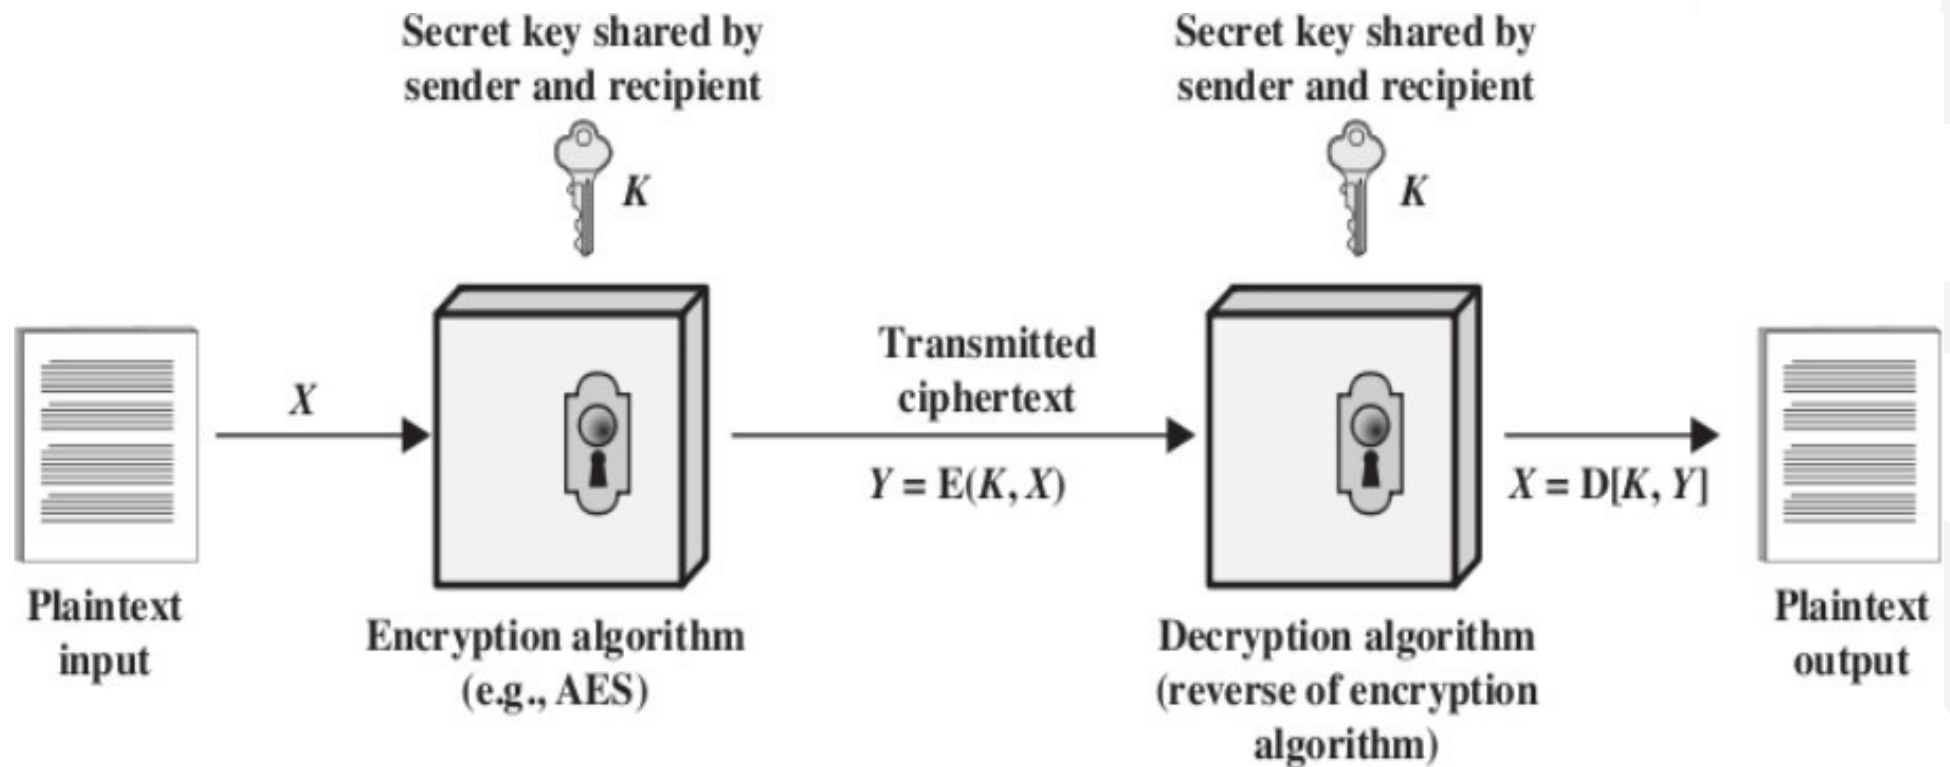 Secret key shared by
sender and recipient
K
Secret key shared by
sender and recipient
K
X
Transmitted
ciphertext
Y = E(K, X)
X = D[K, Y]
Plaintext
input
Encryption algorithm
(e.g., AES)
Decryption algorithm
(reverse of encryption
algorithm)
Plaintext
output